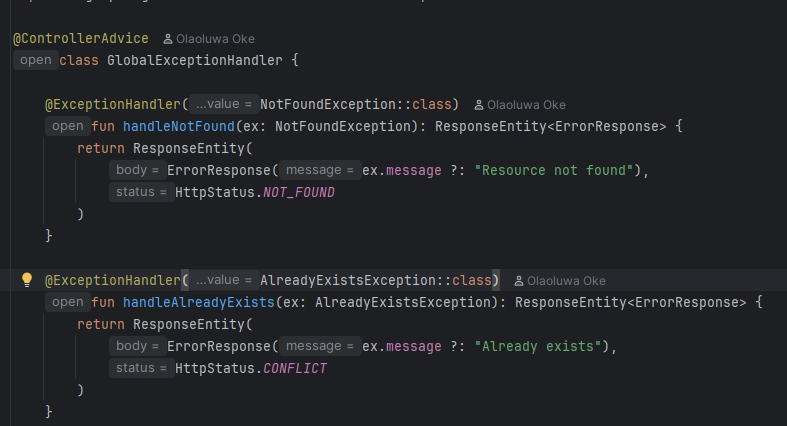 @ControllerAdvice Olaoluwa Oke
open class GlobalExceptionHandler {
@ExceptionHandler( ...value = NotFoundException::class) Olaoluwa Oke
open fun handleNotFound(ex: NotFoundException): ResponseEntity<ErrorResponse> {
return ResponseEntity(
body = ErrorResponse( message = ex.message ?: "Resource not found"),
status = HttpStatus.NOT_FOUND
)
}
@ExceptionHandler( ...value = AlreadyExistsException::class) Olaoluwa Oke
open fun handleAlreadyExists(ex: AlreadyExistsException): ResponseEntity<ErrorResponse> {
return ResponseEntity(
body = ErrorResponse( message = ex.message ?: "Already exists"),
status = HttpStatus.CONFLICT
)
}